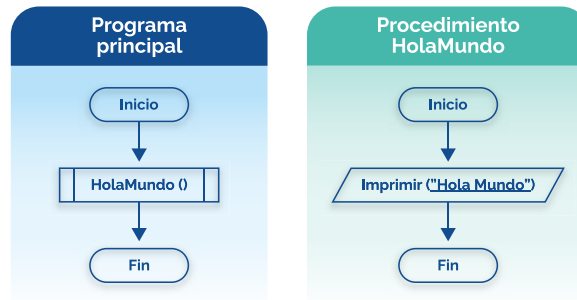 Programa
principal
Inicio
HolaMundo ()
Fin
Procedimiento
HolaMundo
Inicio
Imprimir ("Hola Mundo")
Fin